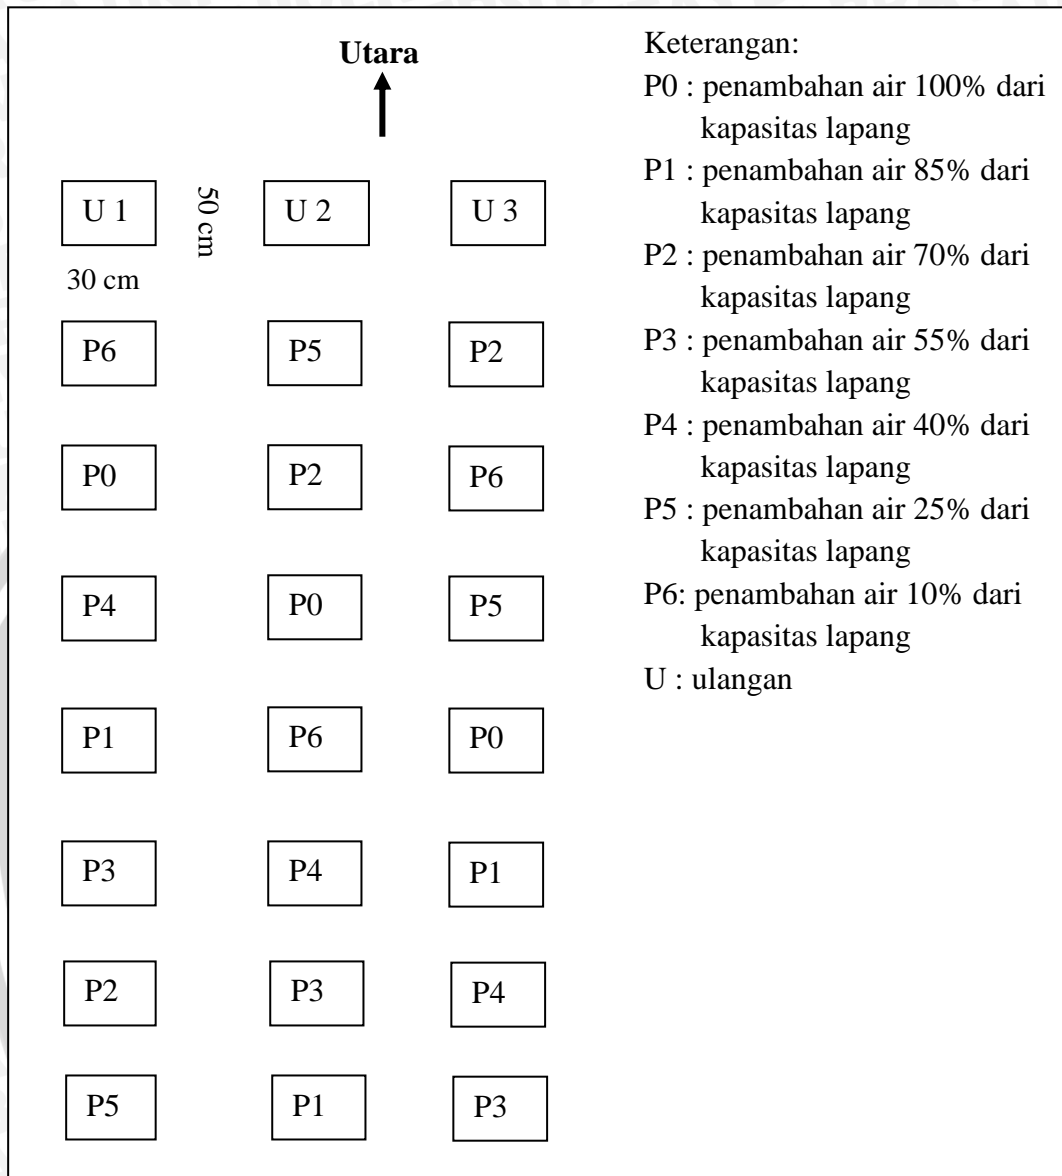 Utara
U 1
50 cm
U 2
U 3
30 cm
P6
P5
P2
P0
P2
P6
P4
P0
P5
P1
P6
P0
P3
P4
P1
P2
P3
P4
P5
P1
P3
Keterangan:
P0 : penambahan air 100% dari
kapasitas lapang
P1 : penambahan air 85% dari
kapasitas lapang
P2 : penambahan air 70% dari
kapasitas lapang
P3 : penambahan air 55% dari
kapasitas lapang
P4 : penambahan air 40% dari
kapasitas lapang
P5 : penambahan air 25% dari
kapasitas lapang
P6: penambahan air 10% dari
kapasitas lapang
U : ulangan